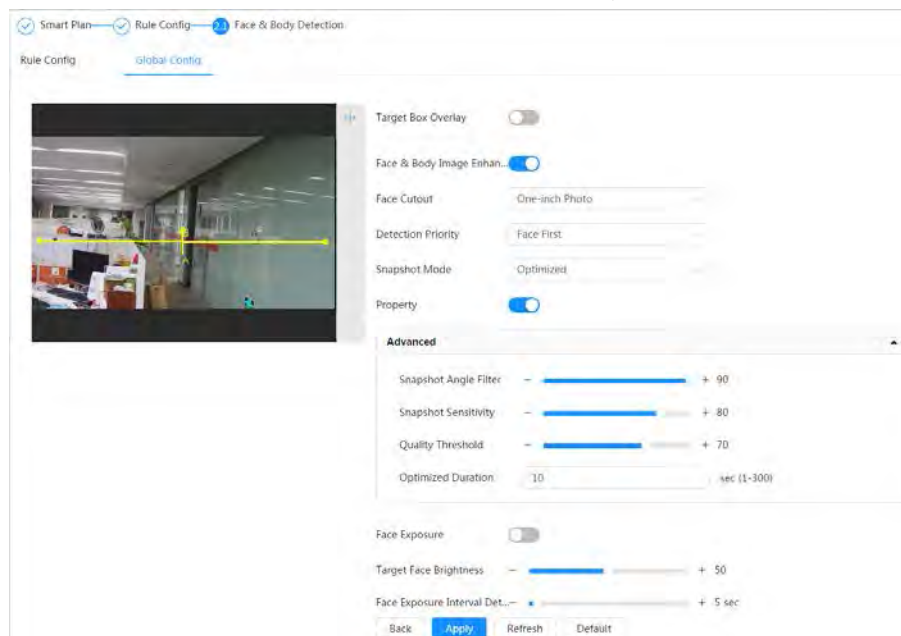 Smart Plan Rule Config 2.1 Face & Body Detection
Rule Config Global Config
Target Box Overlay
Face & Body Image Enhan...
Face Cutout One-inch Photo
Detection Priority Face First
Snapshot Mode Optimized
Property
Advanced
Snapshot Angle Filter - + 90
Snapshot Sensitivity - + 80
Quality Threshold - + 70
Optimized Duration 10 sec (1-300)
Face Exposure
Target Face Brightness - + 50
Face Exposure Interval Det... - + 5 sec
Back Apply Refresh Default
B
A